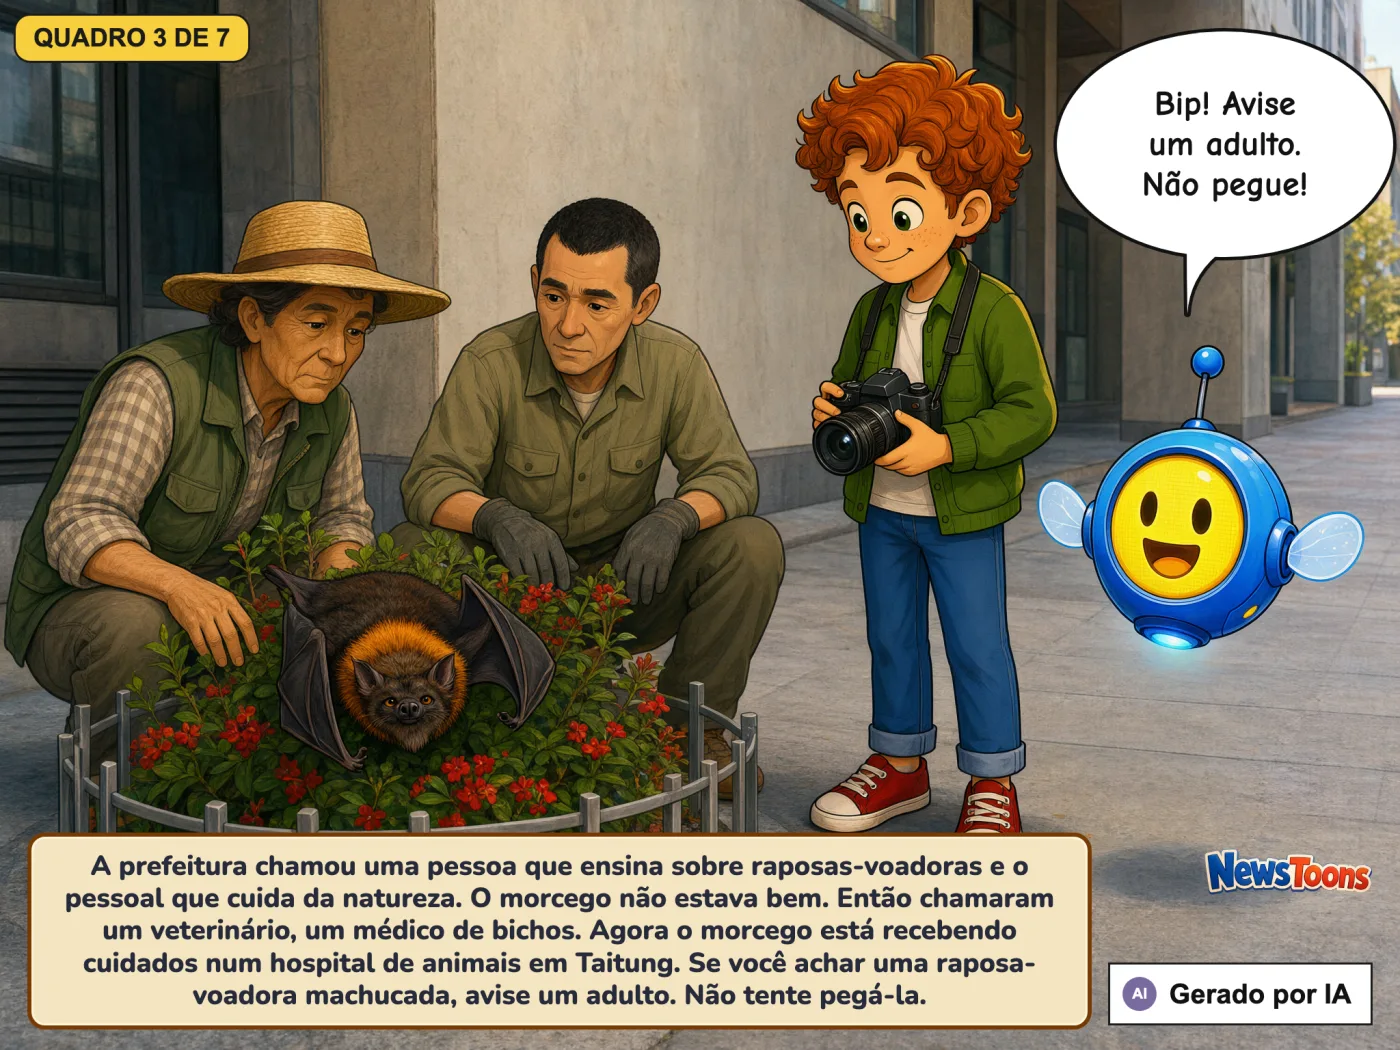 QUADRO 3 DE 7
Bip! Avise
um adulto.
Não pegue!
A prefeitura chamou uma pessoa que ensina sobre raposas-voadoras e o
pessoal que cuida da natureza. O morcego não estava bem. Então chamaram
um veterinário, um médico de bichos. Agora o morcego está recebendo
cuidados num hospital de animais em Taitung. Se você achar uma raposa-
voadora machucada, avise um adulto. Não tente pegá-la.
NewsToons
AI Gerado por IA